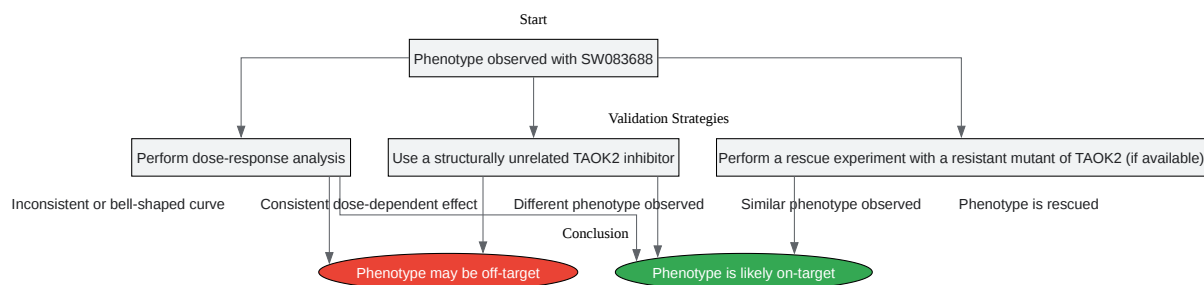 Start
Phenotype observed with SW083688
Validation Strategies
Perform dose-response analysis
Use a structurally unrelated TAOK2 inhibitor
Perform a rescue experiment with a resistant mutant of TAOK2 (if available)
Inconsistent or bell-shaped curve
Consistent dose-dependent effect
Different phenotype observed
Similar phenotype observed
Phenotype is rescued
Conclusion
Phenotype may be off-target
Phenotype is likely on-target